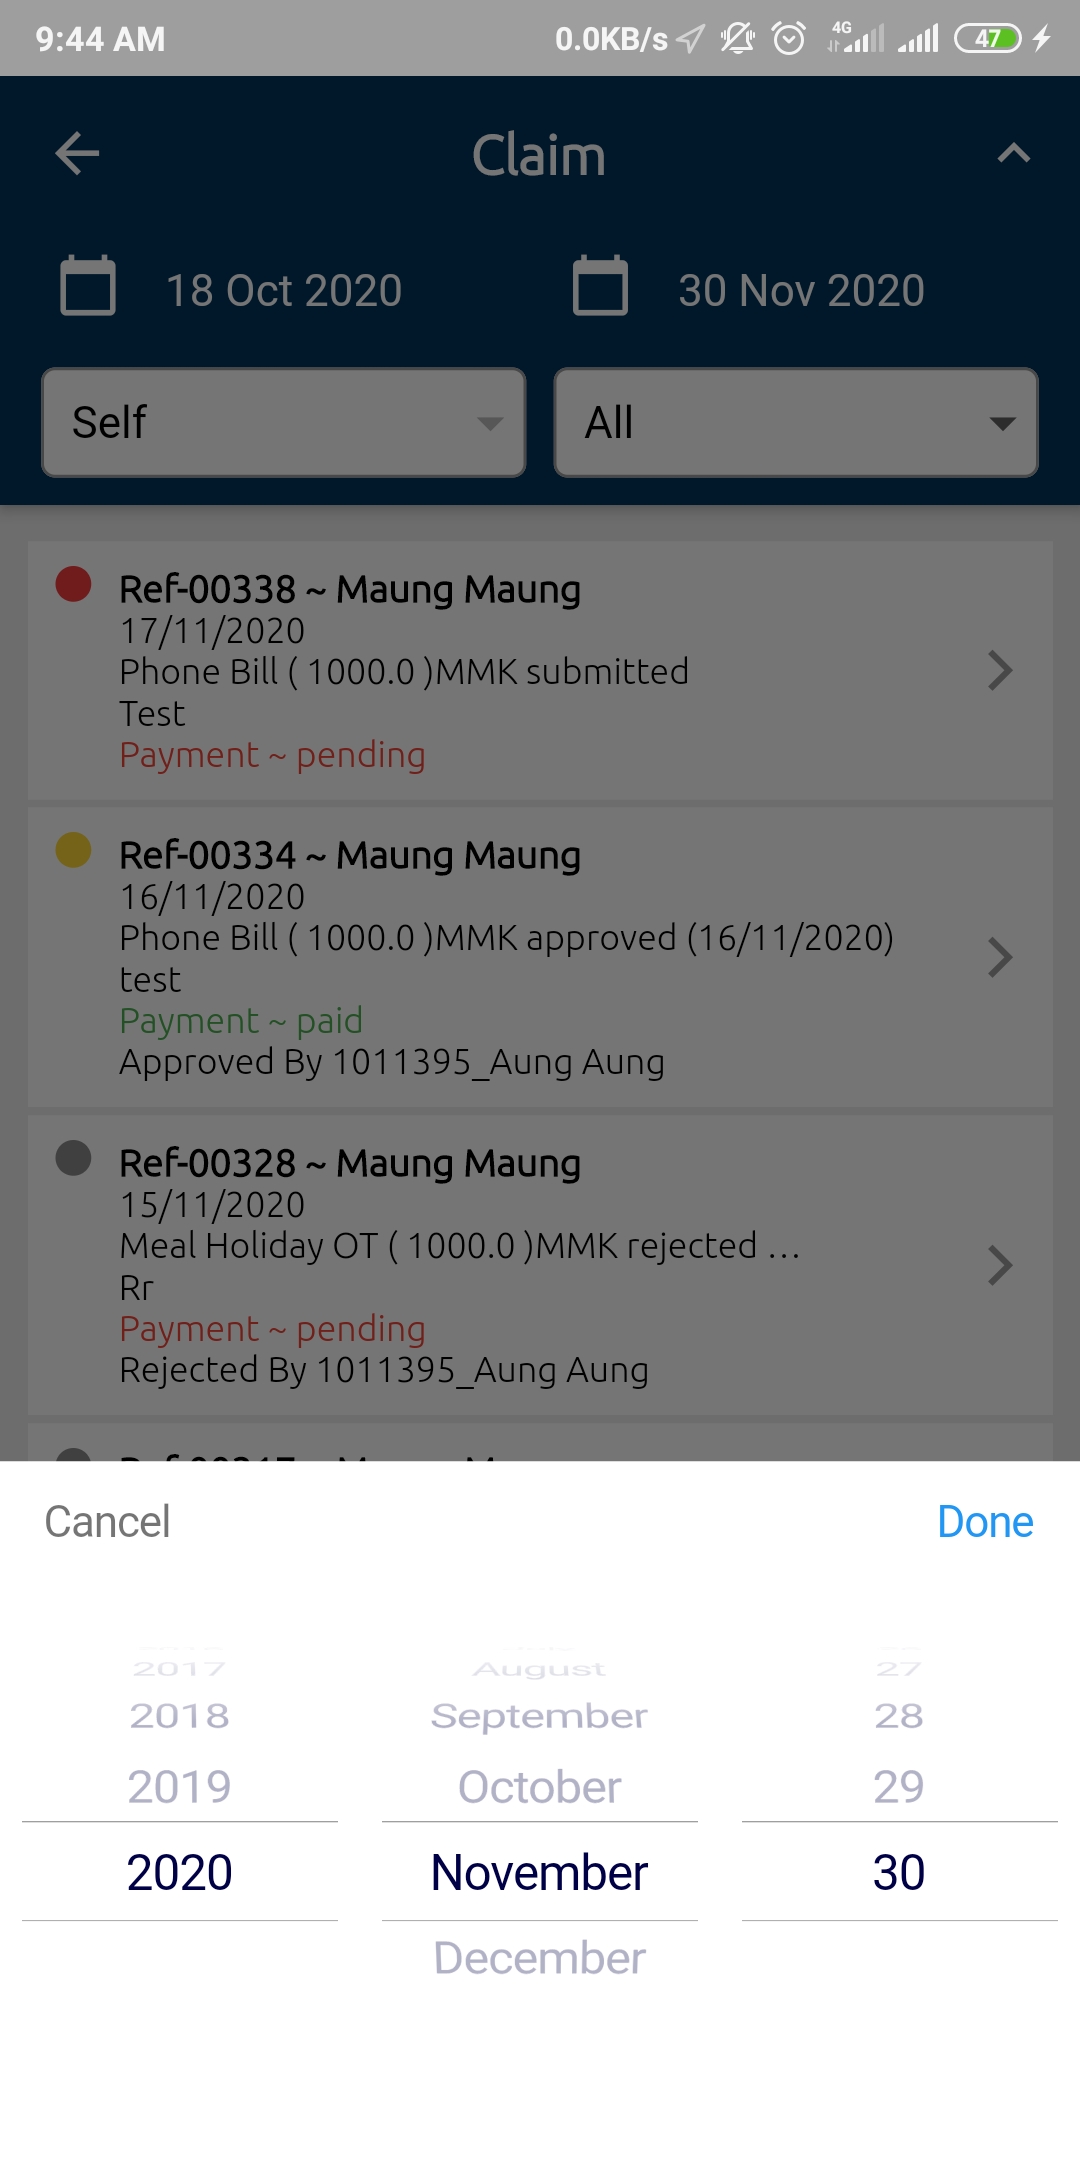 9:44 AM 0.0KB/s 4G 47
Claim
18 Oct 2020 30 Nov 2020
Self All
Ref-00338 ~ Maung Maung
17/11/2020
Phone Bill ( 1000.0 )MMK submitted
Test
Payment ~ pending
Ref-00334 ~ Maung Maung
16/11/2020
Phone Bill ( 1000.0 )MMK approved (16/11/2020)
test
Payment ~ paid
Approved By 1011395_Aung Aung
Ref-00328 ~ Maung Maung
15/11/2020
Meal Holiday OT ( 1000.0 )MMK rejected ...
Rr
Payment ~ pending
Rejected By 1011395_Aung Aung
Cancel Done
2017 August 27
2018 September 28
2019 October 29
2020 November 30
December